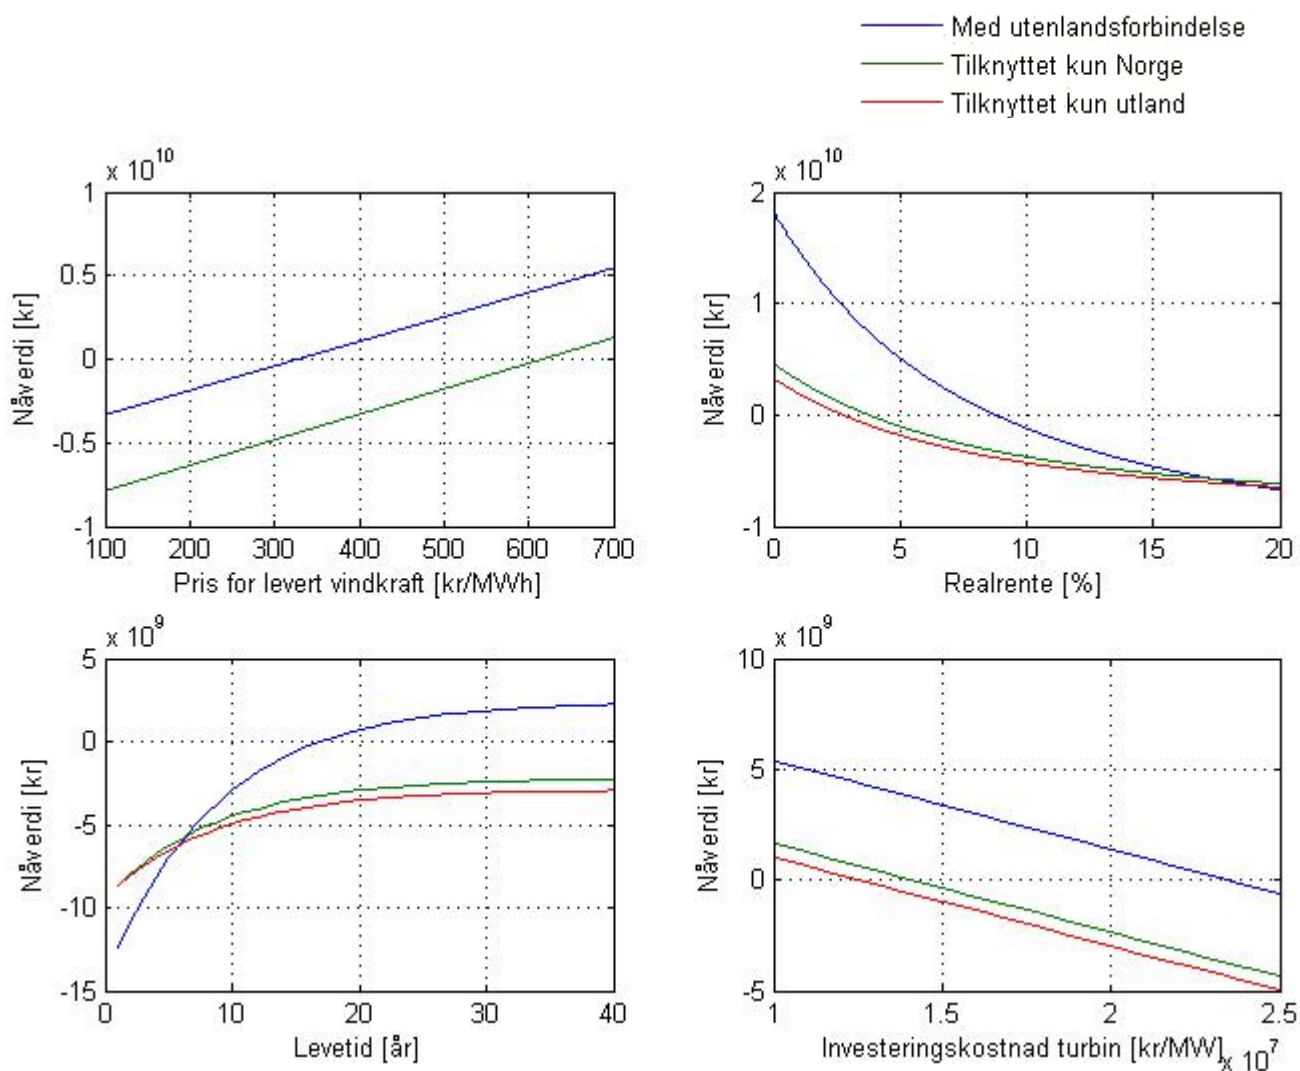 Med utenlandsforbindelse
Tilknyttet kun Norge
Tilknyttet kun utland
x 10^10
1
0.5
0
-0.5
-1
Nåverdi [kr]
100 200 300 400 500 600 700
Pris for levert vindkraft [kr/MWh]
x 10^10
2
1
0
-1
Nåverdi [kr]
0 5 10 15 20
Realrente [%]
x 10^9
5
0
-5
-10
-15
Nåverdi [kr]
0 10 20 30 40
Levetid [år]
x 10^9
10
5
0
-5
Nåverdi [kr]
1 1.5 2 2.5
Investeringskostnad turbin [kr/MW] x 10^7